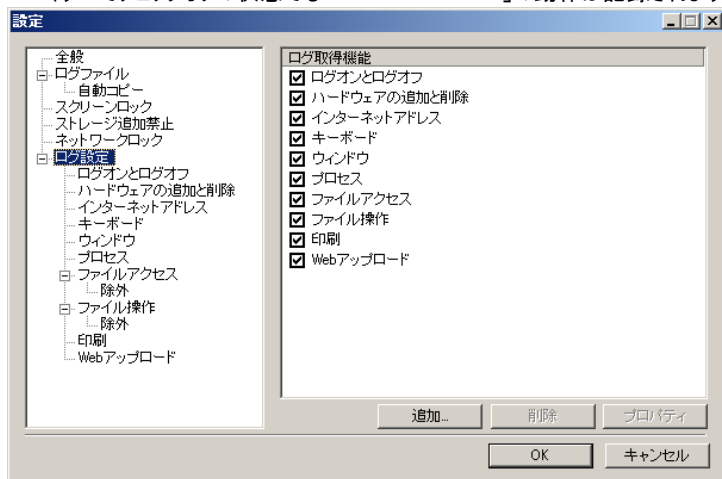 設定
全般
ログファイル
自動コピー
スクリーンロック
ストレージ追加禁止
ネットワークロック
ログ設定
ログオンとログオフ
ハードウェアの追加と削除
インターネットアドレス
キーボード
ウィンドウ
プロセス
ファイルアクセス
除外
ファイル操作
除外
印刷
Webアップロード
ログ取得機能
ログオンとログオフ
ハードウェアの追加と削除
インターネットアドレス
キーボード
ウィンドウ
プロセス
ファイルアクセス
ファイル操作
印刷
Webアップロード
追加...
削除
プロパティ
OK
キャンセル